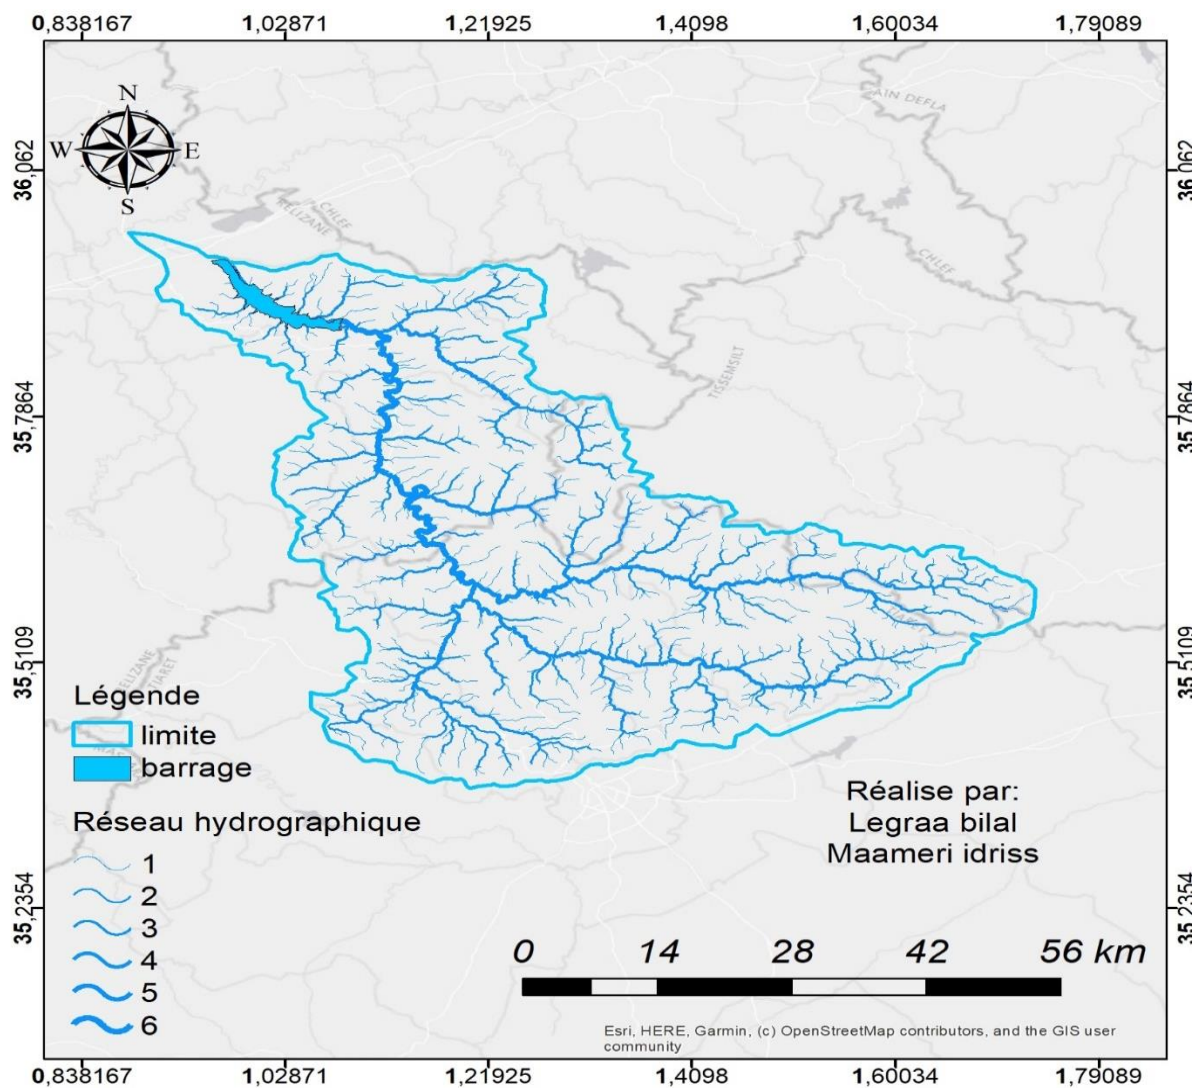 0,838167 1,02871 1,21925 1,4098 1,60034 1,79089
N
W E
S
36,062 36,062
AIN DEFLA
CHLEF
RELIZANE
CHLEF
TISSEMSILT
35,7864 35,7864
35,5109 35,5109
RELIZANE
TIARET
Légende
limite
barrage
Réseau hydrographique
1
2
3
4
5
6
Réalise par:
Legraa bilal
Maameri idriss
35,2354 35,2354
0 14 28 42 56 km
Esri, HERE, Garmin, (c) OpenStreetMap contributors, and the GIS user
community
0,838167 1,02871 1,21925 1,4098 1,60034 1,79089